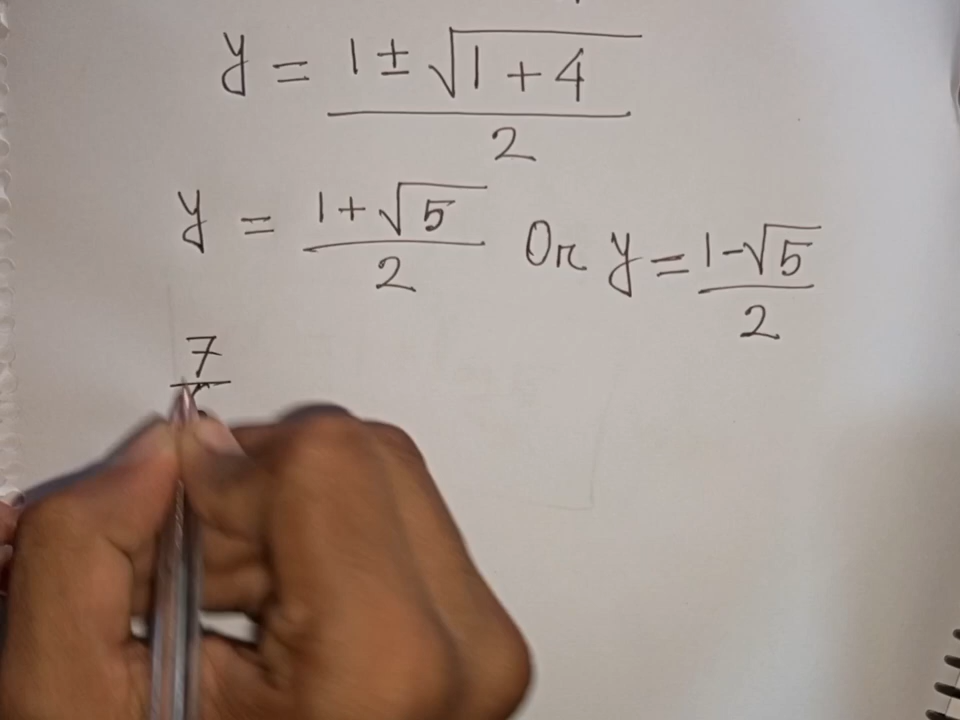 y = (1 ± √(1 + 4)) / 2
y = (1 + √5) / 2 Or y = (1 - √5) / 2
7